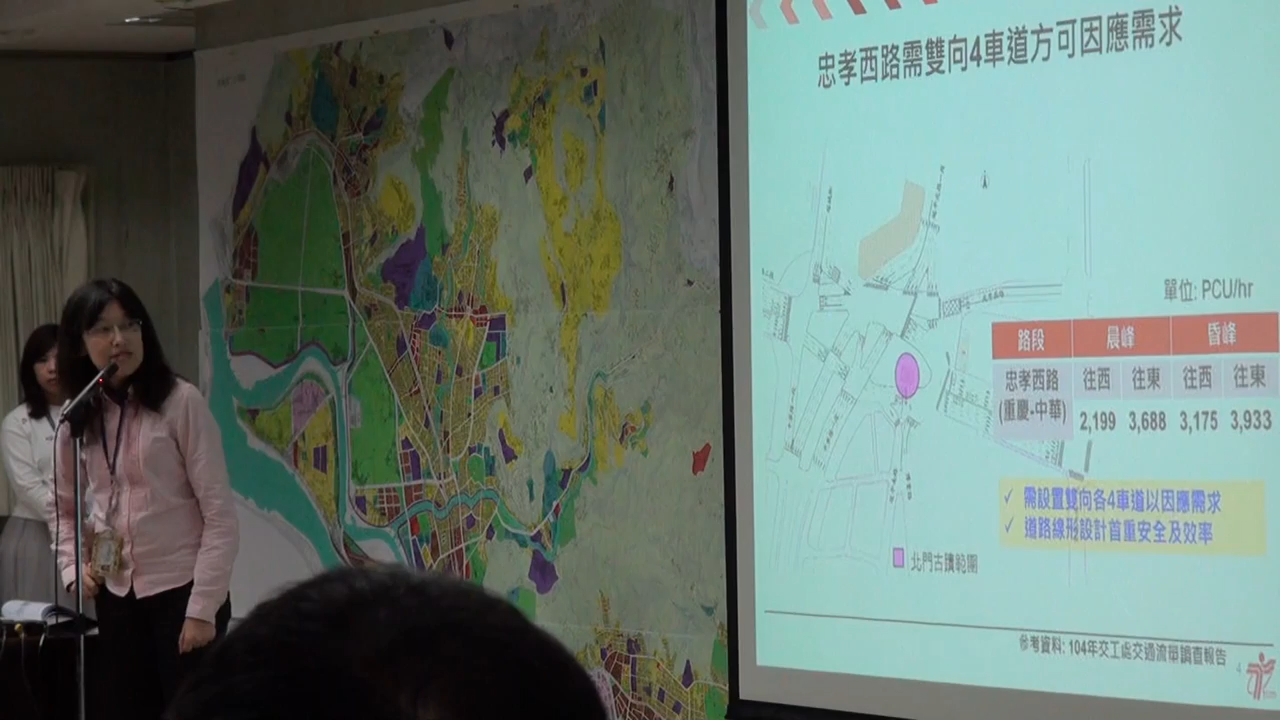 忠孝西路需雙向4車道方可因應需求
單位: PCU/hr
路段 晨峰 昏峰
忠孝西路 往西 往東 往西 往東
(重慶-中華) 2,199 3,688 3,175 3,933
✓ 需設置雙向各4車道以因應需求
✓ 道路線形設計首重安全及效率
北門古蹟範圍
參考資料: 104年交工處交通流量調查報告
4